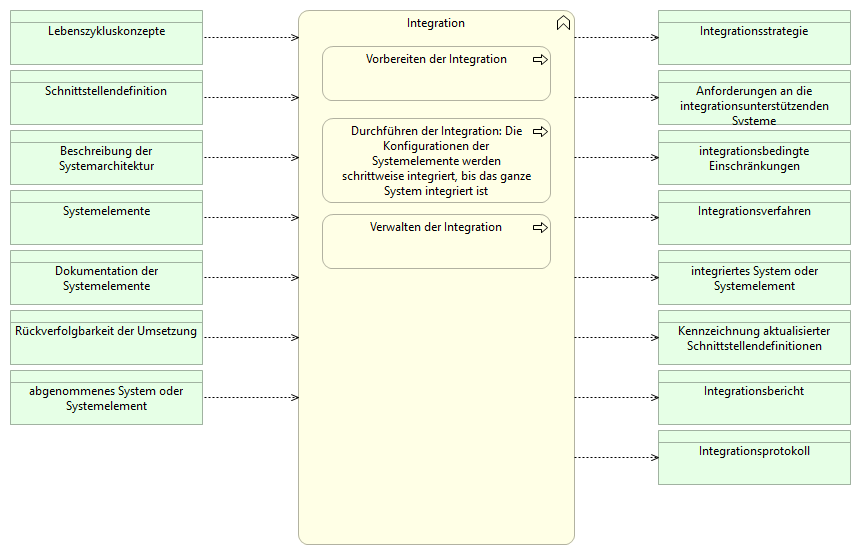 Lebenszykluskonzepte
Schnittstellendefinition
Beschreibung der
Systemarchitektur
Systemelemente
Dokumentation der
Systemelemente
Rückverfolgbarkeit der Umsetzung
abgenommenes System oder
Systemelement
Integration
Vorbereiten der Integration
Durchführen der Integration: Die
Konfigurationen der
Systemelemente werden
schrittweise integriert, bis das ganze
System integriert ist
Verwalten der Integration
Integrationsstrategie
Anforderungen an die
integrationsunterstützenden
Systeme
integrationsbedingte
Einschränkungen
Integrationsverfahren
integriertes System oder
Systemelement
Kennzeichnung aktualisierter
Schnittstellendefinitionen
Integrationsbericht
Integrationsprotokoll